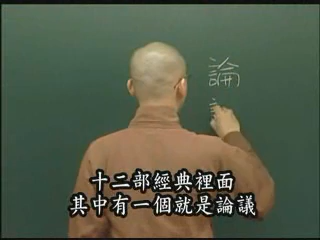 論
十二部經典裡面
其中有一個就是論議